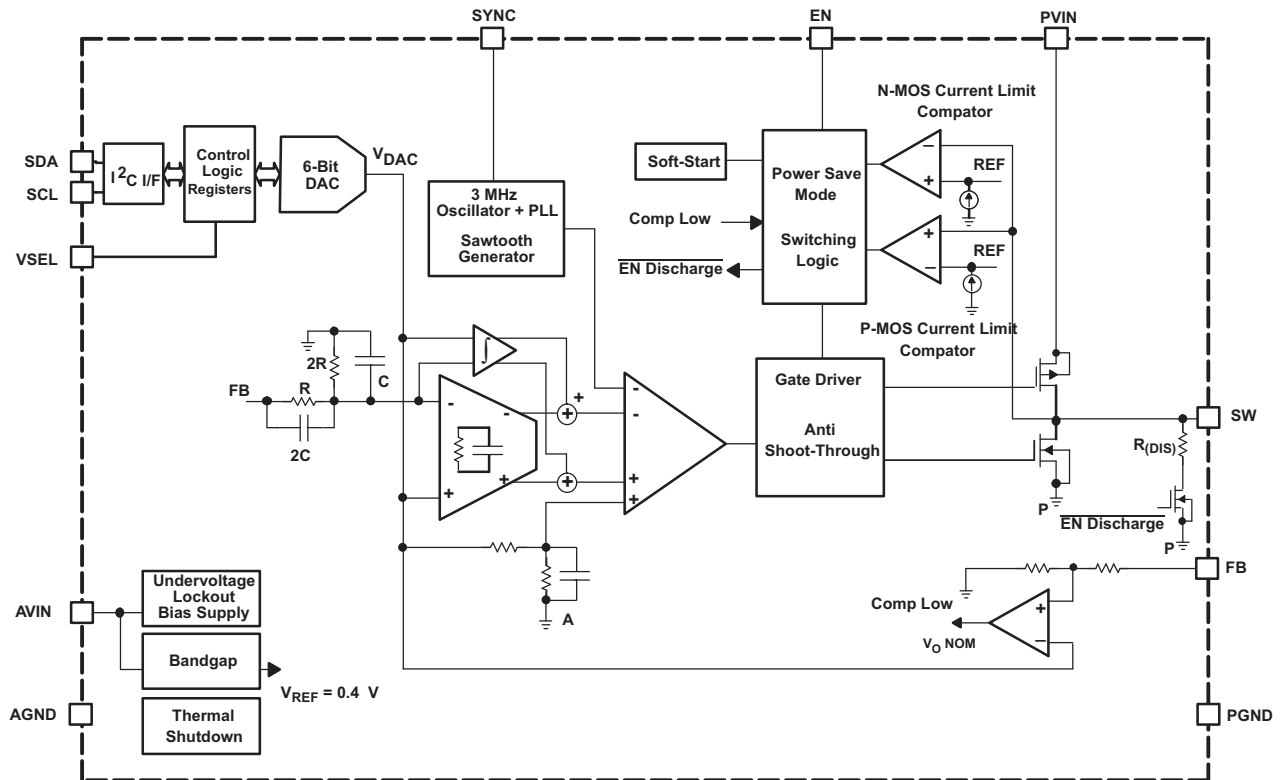 SYNC
EN
PVIN
N-MOS Current Limit
Compator
SDA
SCL
I2C I/F
Control
Logic
Registers
6-Bit
DAC
VDAC
VSEL
3 MHz
Oscillator + PLL
Sawtooth
Generator
Soft-Start
Comp Low
EN Discharge
Power Save
Mode
Switching
Logic
−
+
REF
+
−
REF
P-MOS Current Limit
Compator
2R
C
FB
R
2C
∫
-
+
-
+
+
+
+
-
-
+
+
Gate Driver
Anti
Shoot-Through
SW
R(DIS)
P
EN Discharge
P
A
FB
Comp Low
VO NOM
+
−
AVIN
Undervoltage
Lockout
Bias Supply
Bandgap
VREF = 0.4 V
AGND
Thermal
Shutdown
PGND